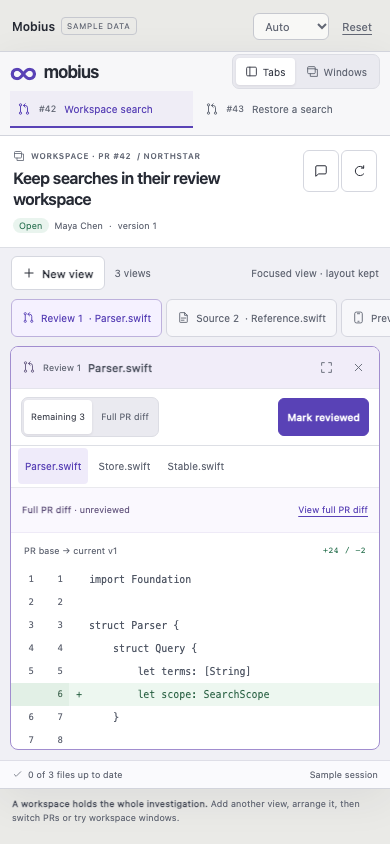 Mobius SAMPLE DATA Auto Reset
mobius Tabs Windows
#42 Workspace search #43 Restore a search
WORKSPACE · PR #42 / NORTHSTAR
Keep searches in their review
workspace
Open Maya Chen · version 1
+ New view 3 views Focused view · layout kept
Review 1 · Parser.swift Source 2 · Reference.swift Prev
Review 1 Parser.swift
Remaining 3 Full PR diff Mark reviewed
Parser.swift Store.swift Stable.swift
Full PR diff · unreviewed View full PR diff
PR base → current v1 +24 / −2
1 1 import Foundation
2 2
3 3 struct Parser {
4 4 struct Query {
5 5 let terms: [String]
6 + let scope: SearchScope
6 7 }
7 8
0 of 3 files up to date Sample session
A workspace holds the whole investigation. Add another view, arrange it, then
switch PRs or try workspace windows.